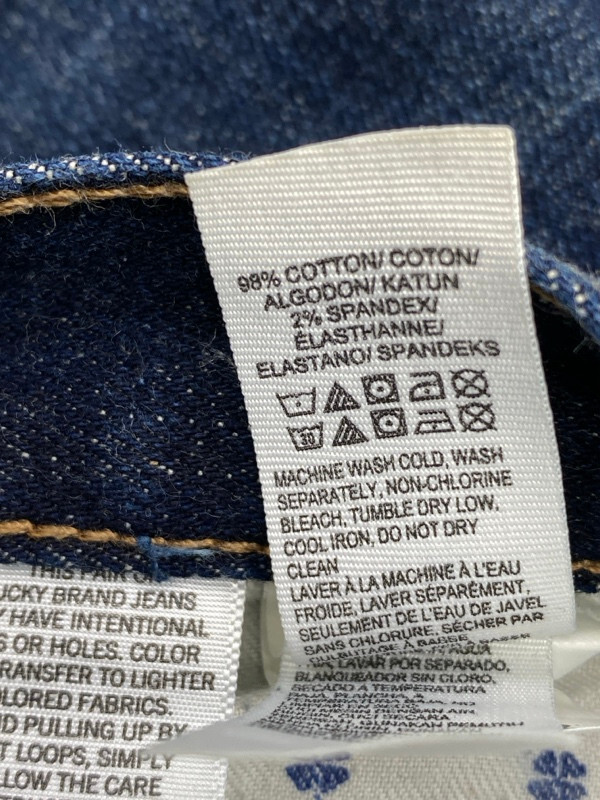 98% COTTON/ COTON/
ALGODON/ KATUN
2% SPANDEX/
ÉLASTHANNE/
ELASTANO/ SPANDEKS
30
MACHINE WASH COLD, WASH
SEPARATELY, NON-CHLORINE
BLEACH, TUMBLE DRY LOW,
COOL IRON, DO NOT DRY
CLEAN
LAVER À LA MACHINE À L'EAU
FROIDE, LAVER SÉPARÉMENT,
SEULEMENT DE L'EAU DE JAVEL
SANS CHLORURE, SÉCHER PAR
LAVAR POR SEPARADO,
BLANQUEADOR SIN CLORO,
SECADO A TEMPERATURA
THIS PAIR OF
UCKY BRAND JEANS
Y HAVE INTENTIONAL
S OR HOLES. COLOR
RANSFER TO LIGHTER
OLORED FABRICS.
ND PULLING UP BY
T LOOPS, SIMPLY
LLOW THE CARE